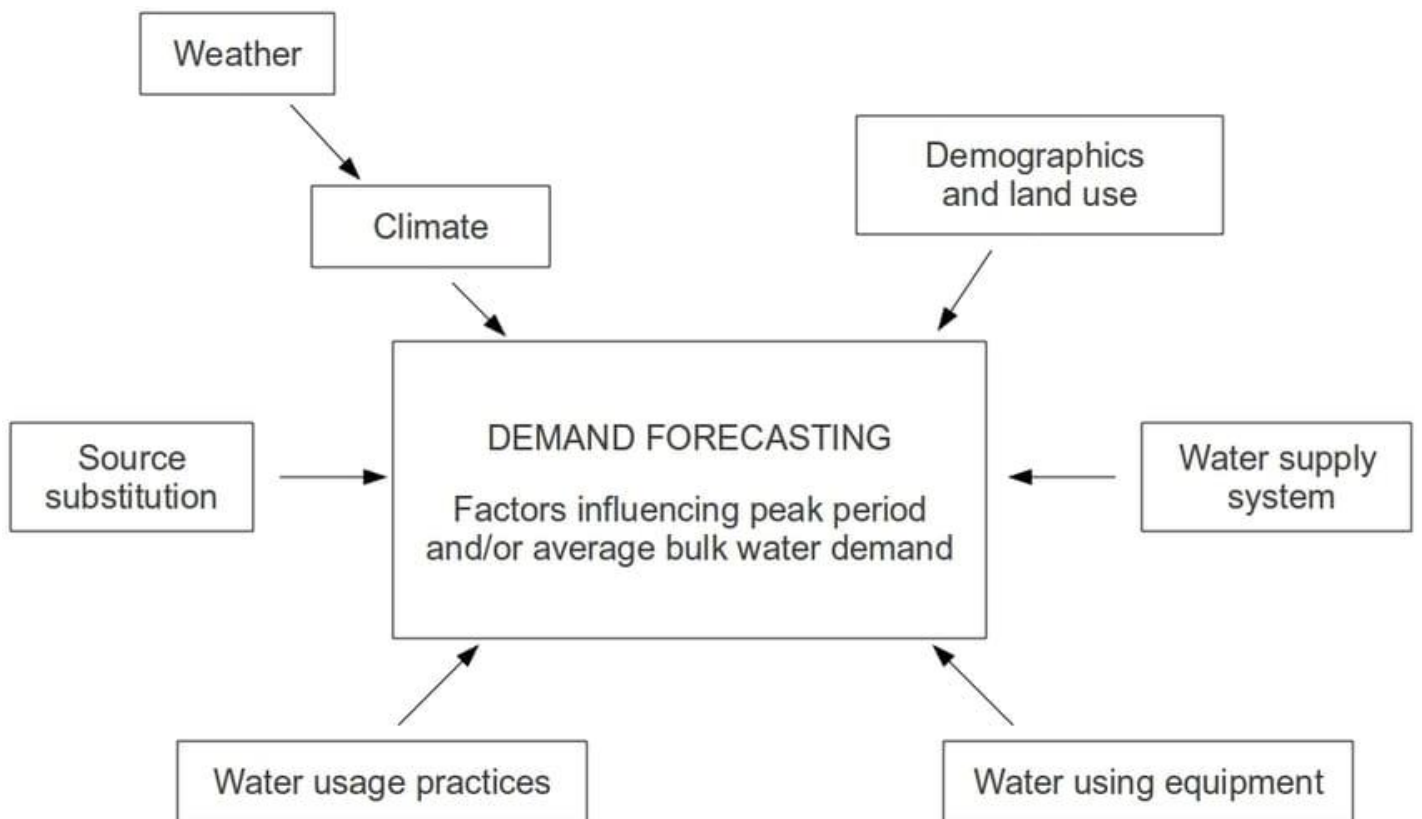 Weather
Demographics
and land use
Climate
DEMAND FORECASTING
Factors influencing peak period
and/or average bulk water demand
Source
substitution
Water supply
system
Water usage practices
Water using equipment